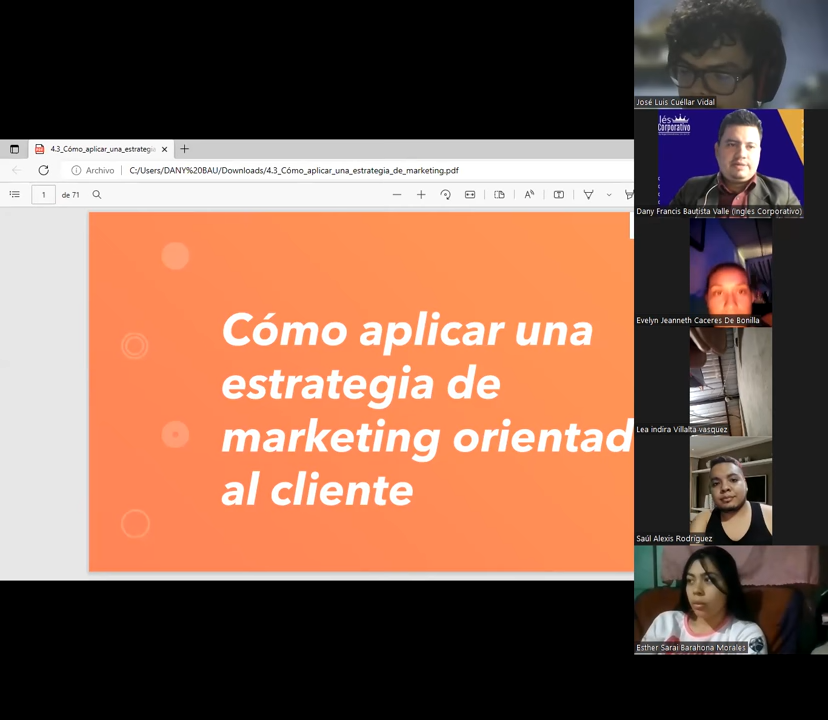 4.3_Cómo_aplicar_una_estrategia
Archivo
C:/Users/DANY%20BAU/Downloads/4.3_Cómo_aplicar_una_estrategia_de_marketing.pdf
1
de 71
Cómo aplicar una
estrategia de
marketing orientad
al cliente
José Luis Cuéllar Vidal
lés
Corporativo
Dany Francis Bautista Valle (Ingles Corporativo)
Evelyn Jeanneth Caceres De Bonilla
Lea indira Villalta vasquez
Saúl Alexis Rodríguez
Esther Sarai Barahona Morales